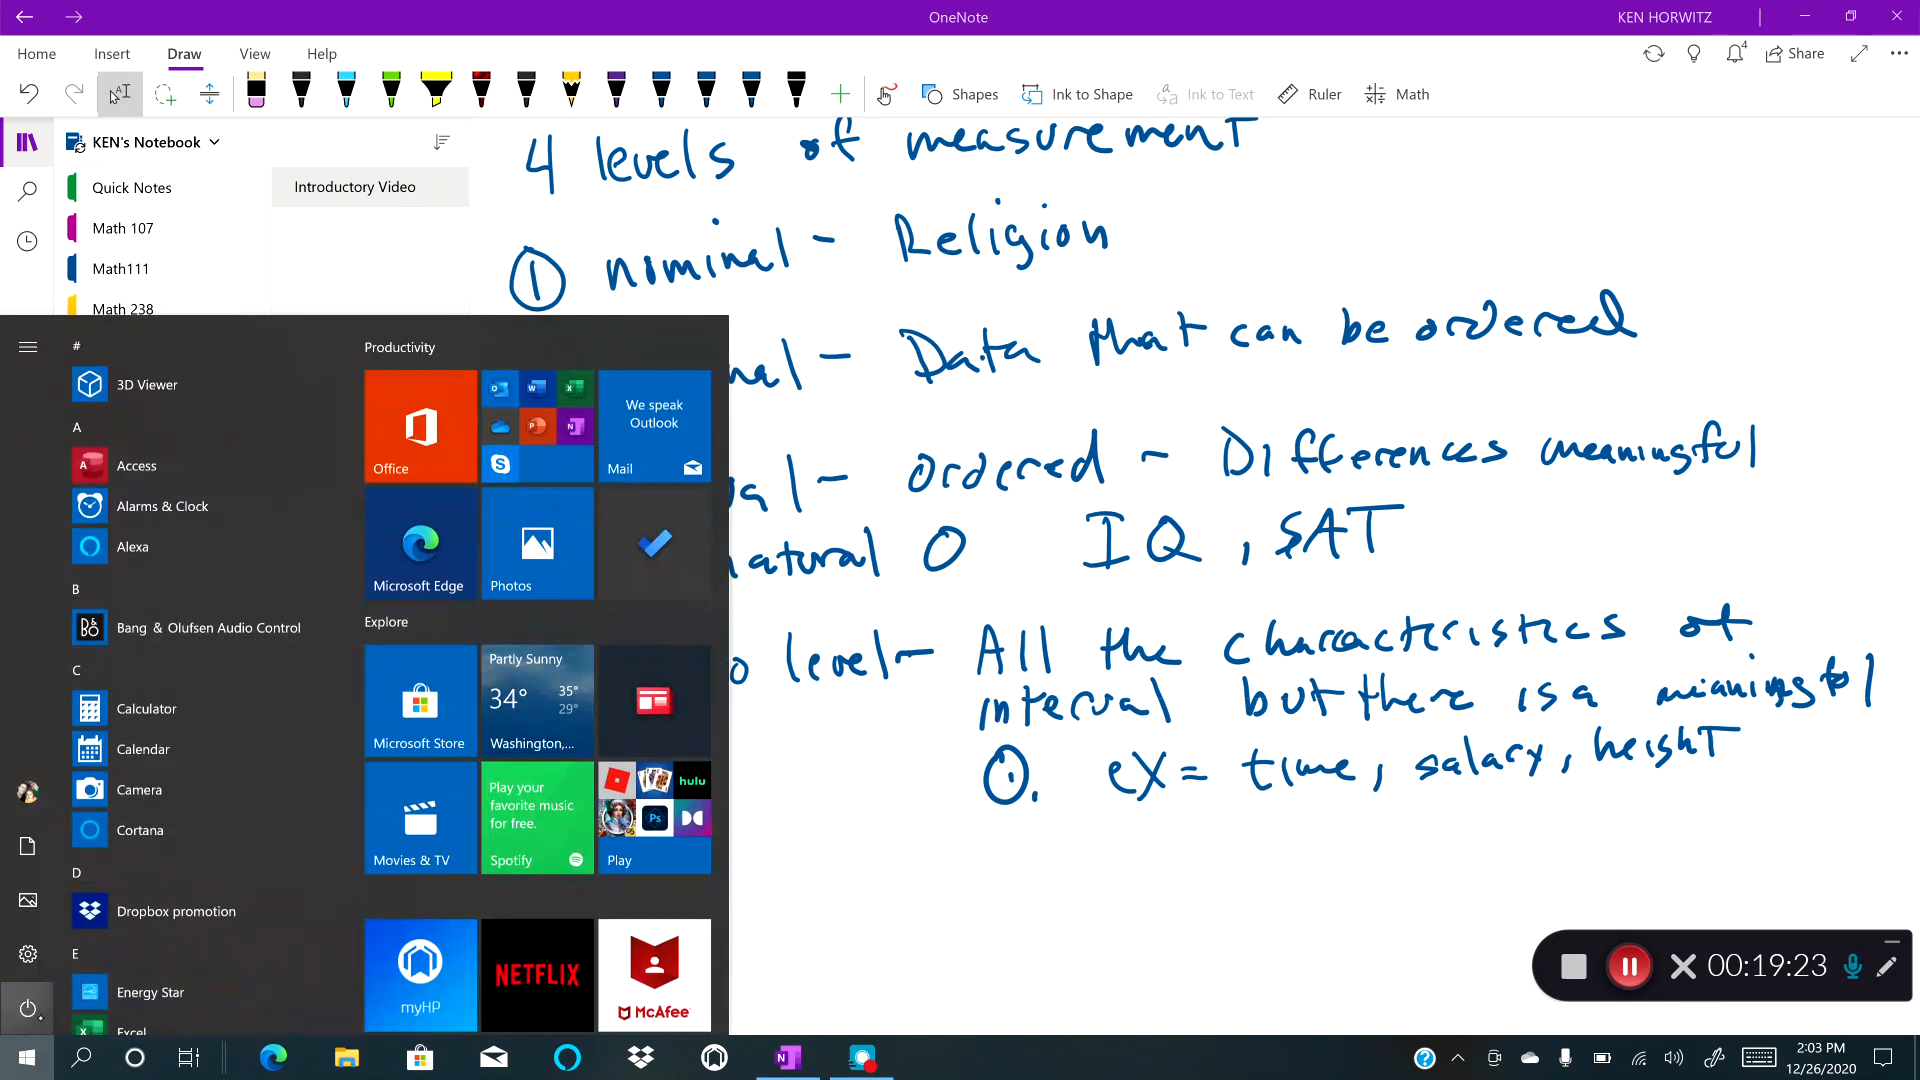 OneNote
KEN HORWITZ
Home
Insert
Draw
View
Help
4
Share
Shapes
Ink to Shape
Ink to Text
Ruler
Math
KEN's Notebook
Quick Notes
Math 107
Math111
Math 238
Introductory Video
4 levels of measurement
① nominal - Religion
nal - Data that can be ordered
val - ordered - Differences meaningful
natural 0 IQ, SAT
o level - All the characteristics of
interval but there is a meaningful
0. ex = time, salary, height
#
3D Viewer
A
Access
Alarms & Clock
Alexa
B
Bang & Olufsen Audio Control
C
Calculator
Calendar
Camera
Cortana
D
Dropbox promotion
E
Energy Star
Excel
Productivity
Office
We speak
Outlook
Mail
Microsoft Edge
Photos
Explore
Microsoft Store
Partly Sunny
34° 35°
29°
Washington,...
Movies & TV
Play your
favorite music
for free.
Spotify
hulu
Ps
Play
myHP
NETFLIX
McAfee
00:19:23
2:03 PM
12/26/2020